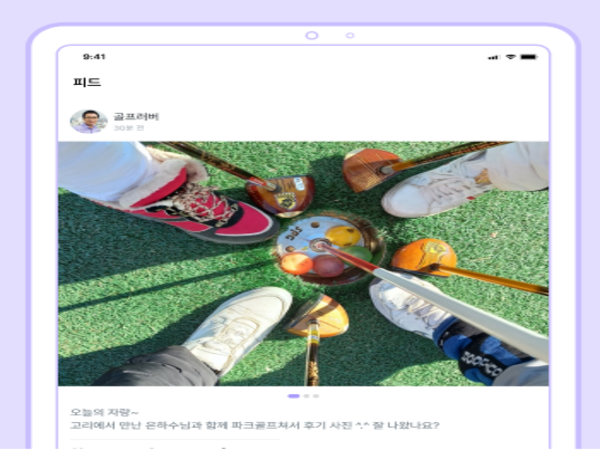 9:41
피드
골프러버
30분 전
오늘의 자랑~
고리에서 만난 은하수님과 함께 파크골프쳐서 후기 사진 ^.^ 잘 나왔나요?